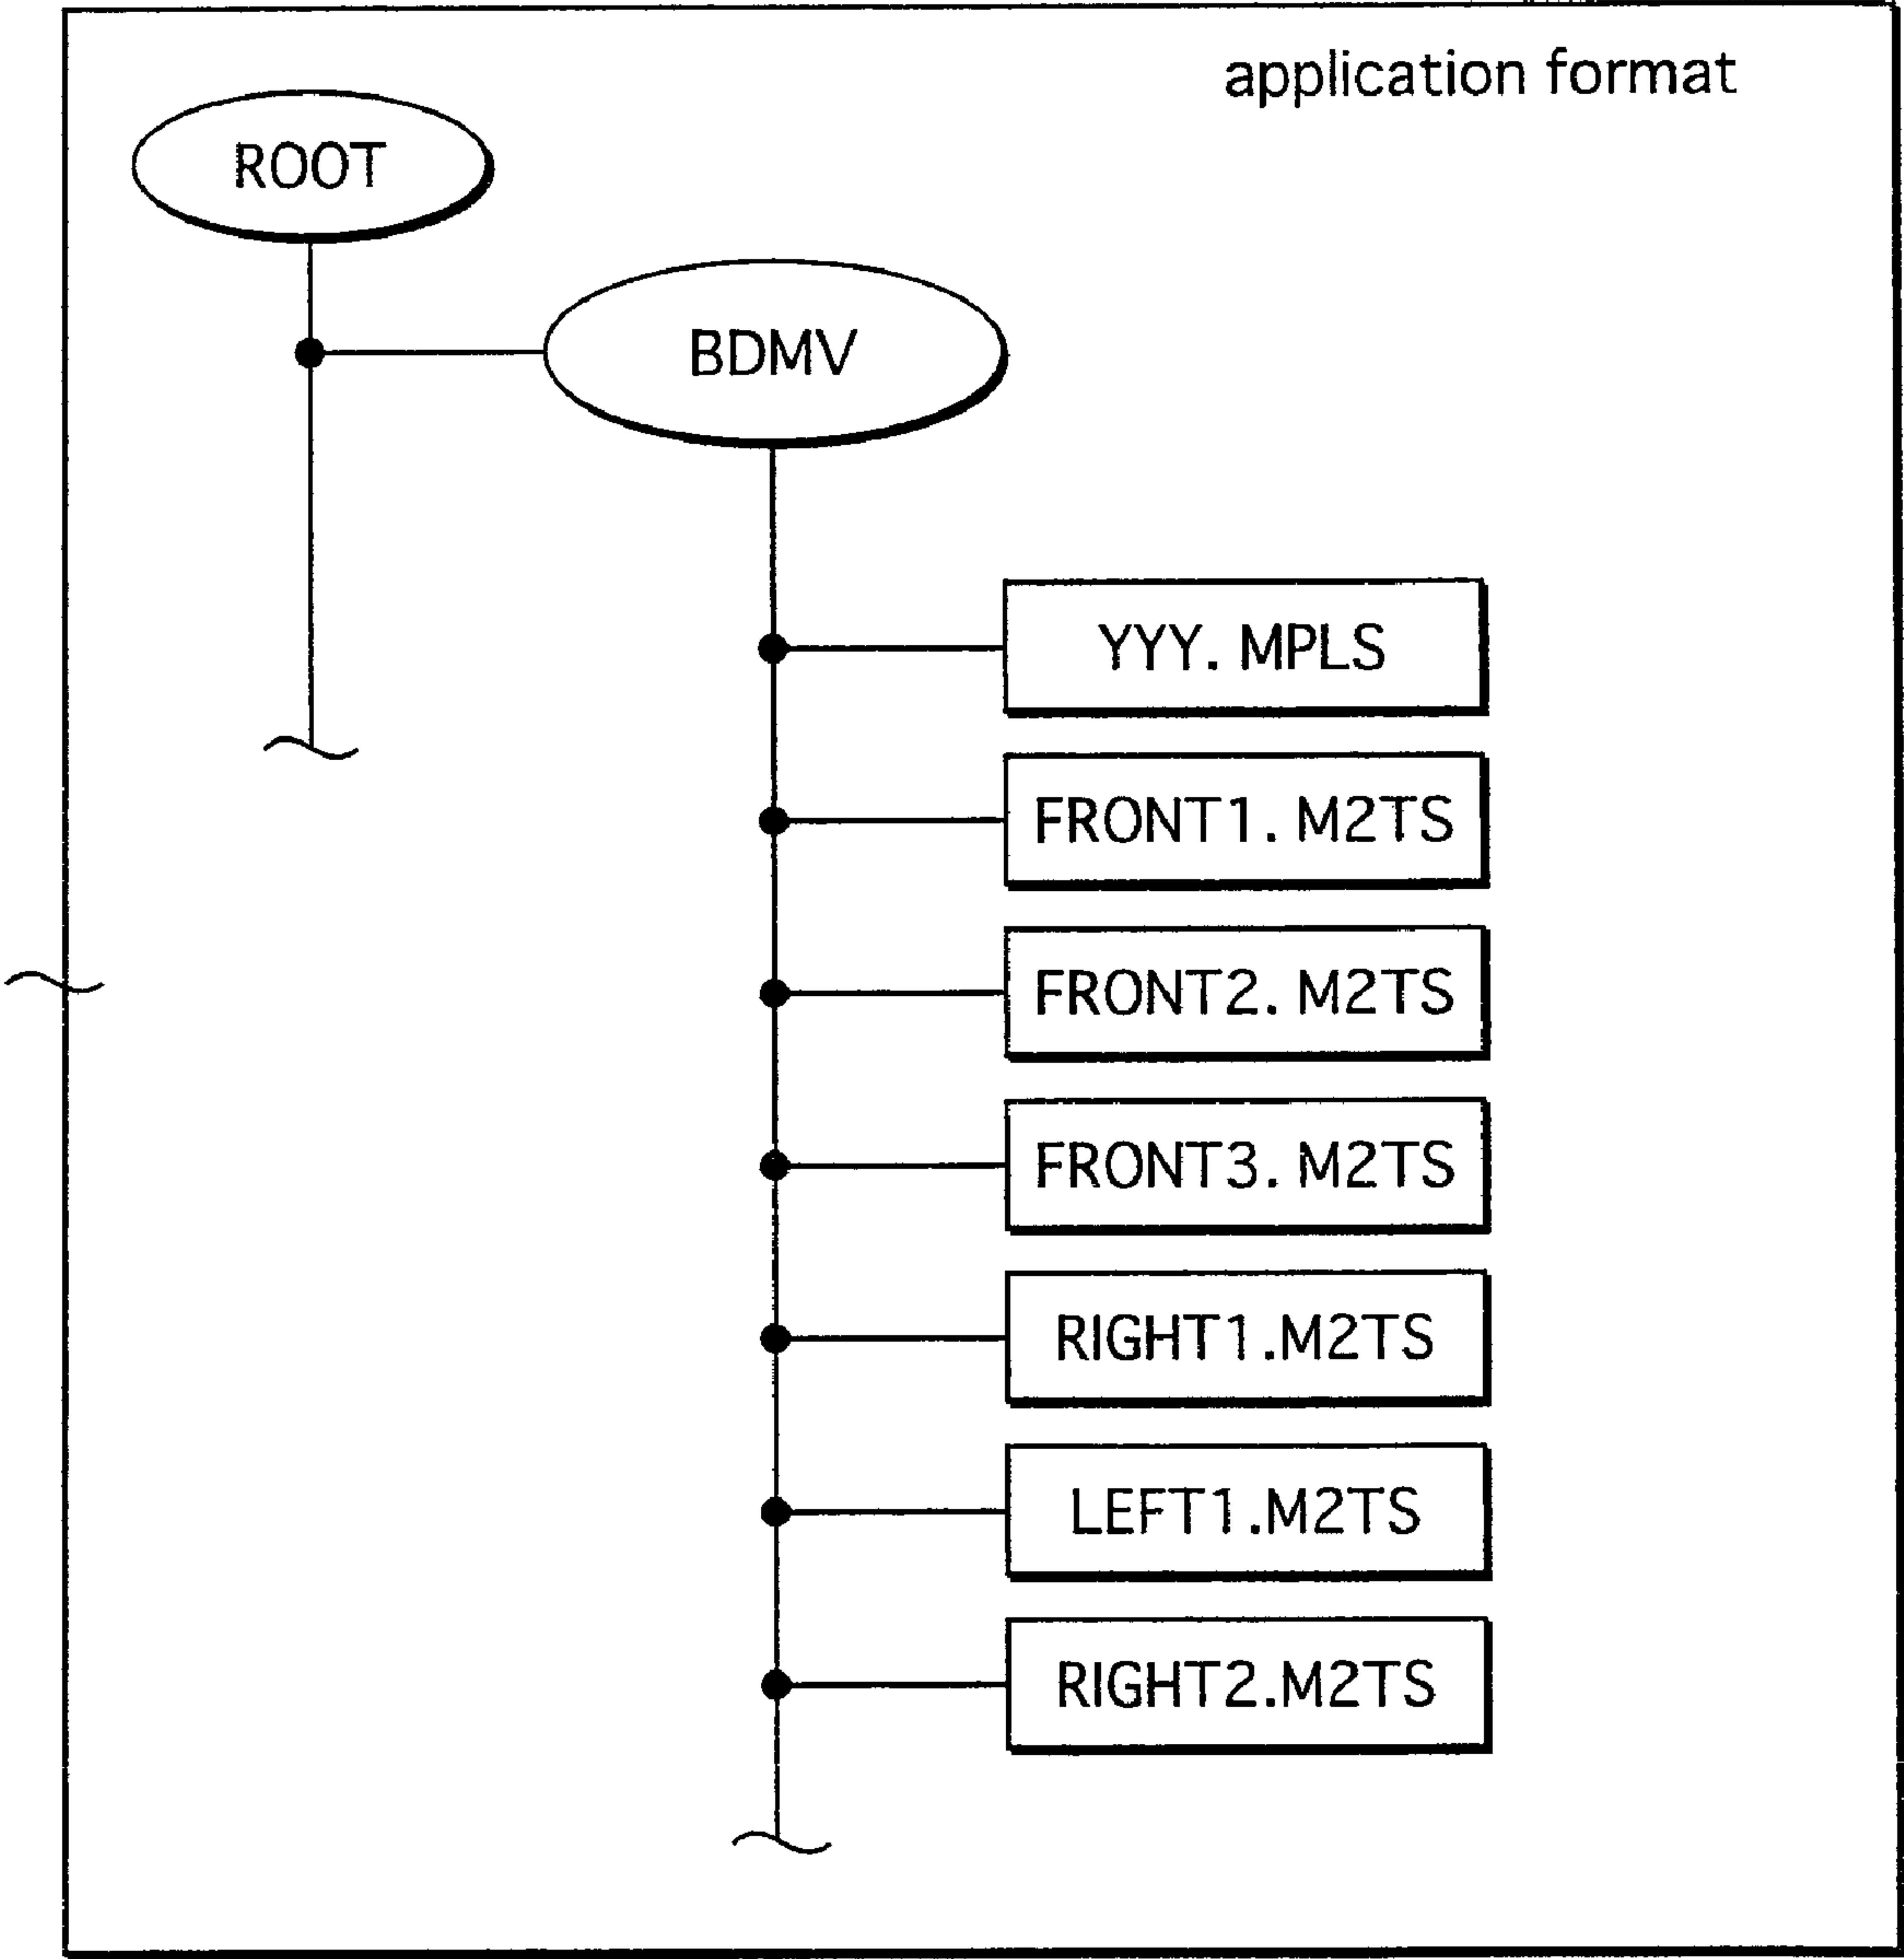 application format
ROOT
BDMV
YYY. MPLS
FRONT1. M2TS
FRONT2. M2TS
FRONT3. M2TS
RIGHT1.M2TS
LEFT1.M2TS
RIGHT2.M2TS